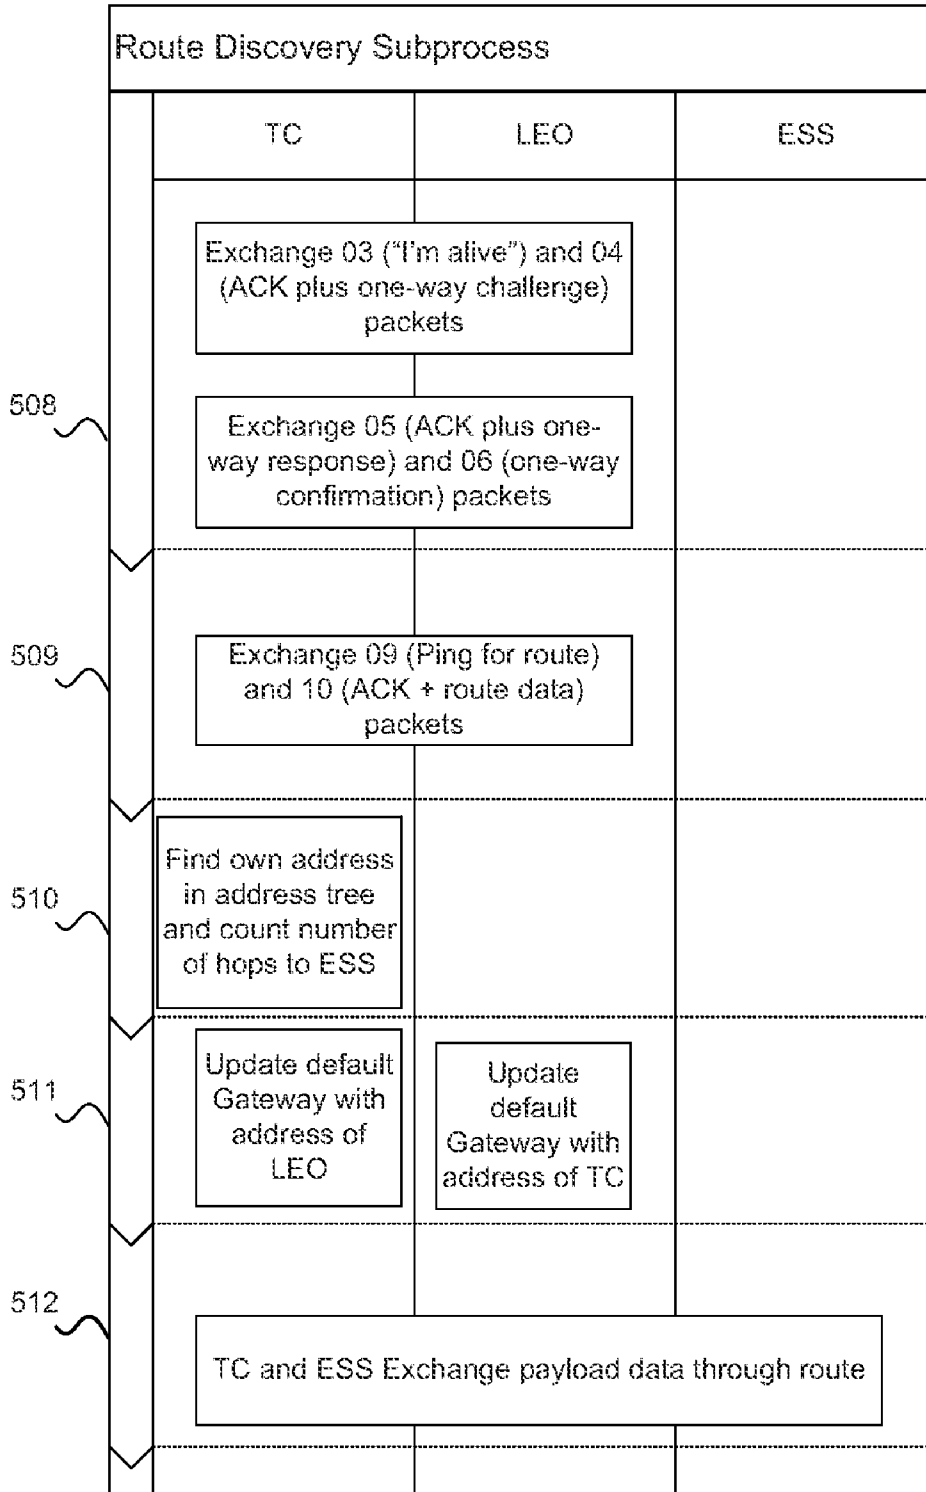 Route Discovery Subprocess
TC
LEO
ESS
Exchange 03 ("I'm alive") and 04
(ACK plus one-way challenge)
packets
508
Exchange 05 (ACK plus one-
way response) and 06 (one-way
confirmation) packets
509
Exchange 09 (Ping for route)
and 10 (ACK + route data)
packets
510
Find own address
in address tree
and count number
of hops to ESS
511
Update default
Gateway with
address of
LEO
Update
default
Gateway with
address of TC
512
TC and ESS Exchange payload data through route